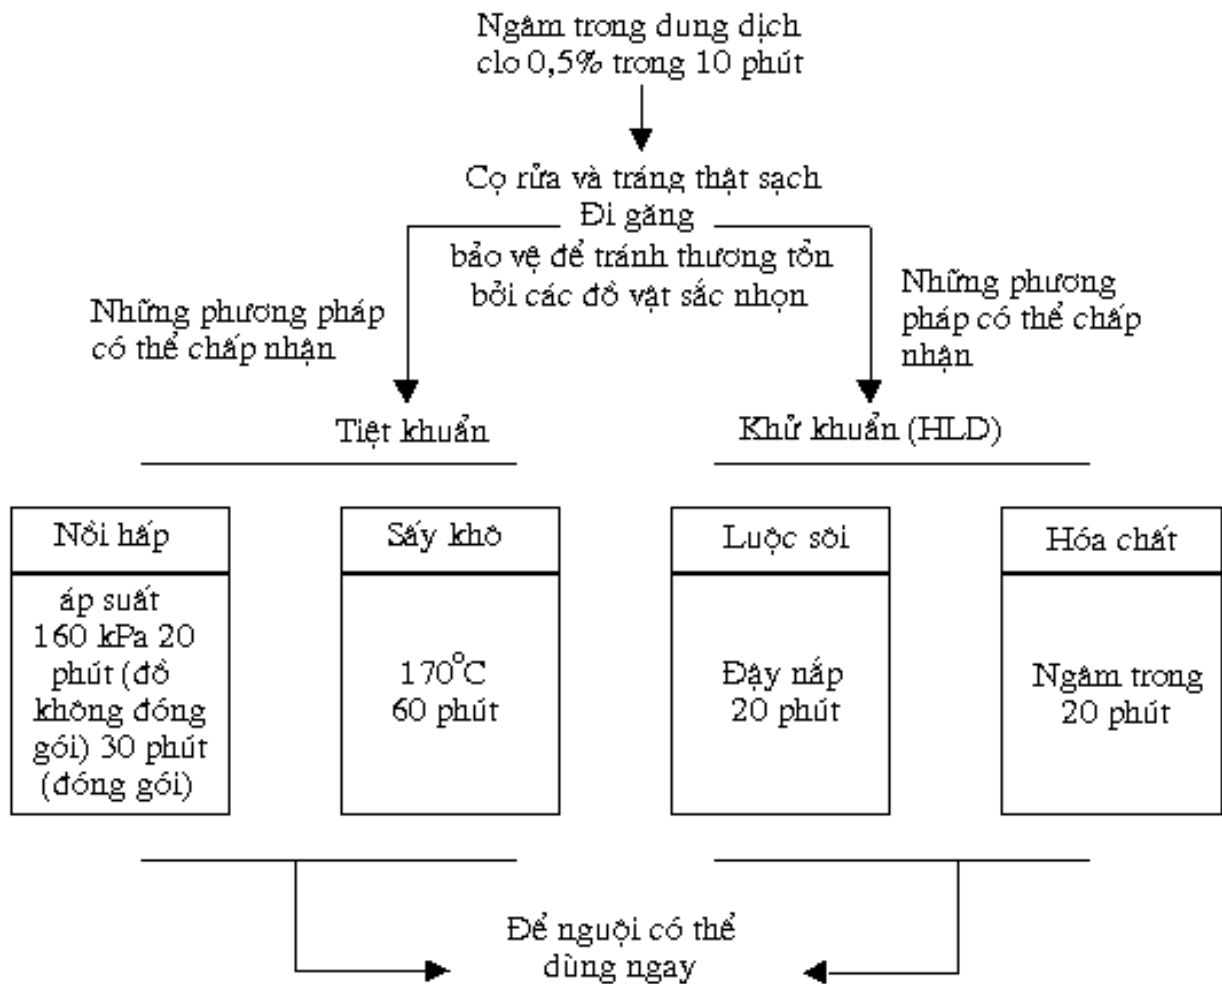 Ngâm trong dung dịch
clo 0,5% trong 10 phút
Cọ rửa và tráng thật sạch
Đi găng
bảo vệ để tránh thương tổn
bởi các đồ vật sắc nhọn
Những phương pháp
có thể chấp nhận
Những phương
pháp có thể chấp
nhận
Tiệt khuẩn
Khử khuẩn (HLD)
Nồi hấp
áp suất
160 kPa 20
phút (đồ
không đóng
gói) 30 phút
(đóng gói)
Sấy khô
170°C
60 phút
Luộc sôi
Đậy nắp
20 phút
Hóa chất
Ngâm trong
20 phút
Để nguội có thể
dùng ngay